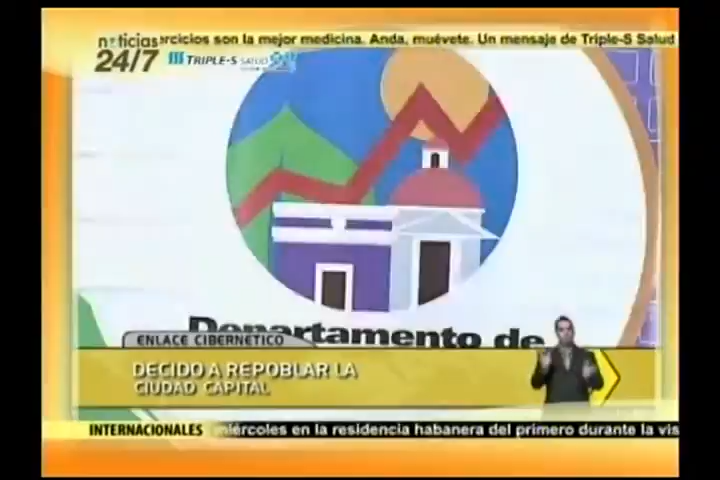 noticias
24/7
ercicios son la mejor medicina. Anda, muévete. Un mensaje de Triple-S Salud
TRIPLE-S SALUD
Departamento de
ENLACE CIBERNÉTICO
DECIDO A REPOBLAR LA
CIUDAD CAPITAL
INTERNACIONALES miércoles en la residencia habanera del primero durante la vis